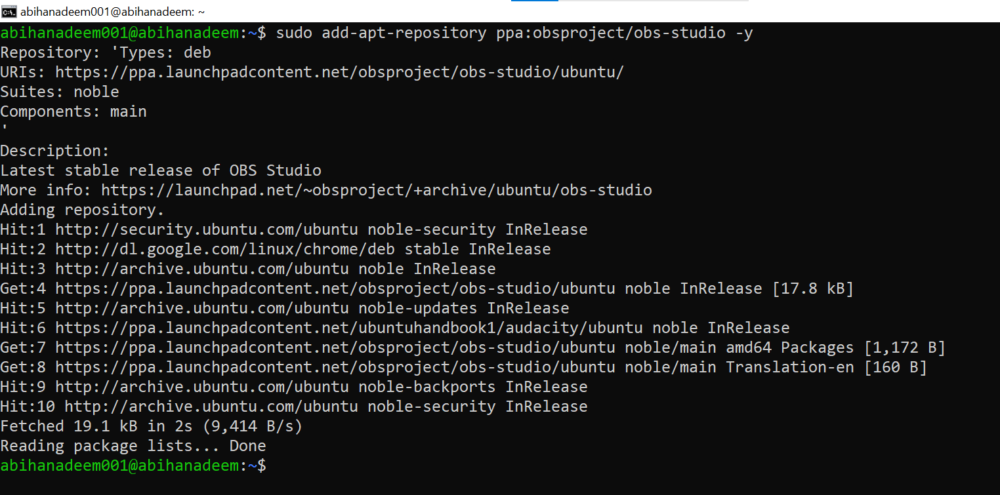 abihanadeem001@abihanadeem: ~
abihanadeem001@abihanadeem:~$ sudo add-apt-repository ppa:obsproject/obs-studio -y
Repository: 'Types: deb
URIs: https://ppa.launchpadcontent.net/obsproject/obs-studio/ubuntu/
Suites: noble
Components: main
'
Description:
Latest stable release of OBS Studio
More info: https://launchpad.net/~obsproject/+archive/ubuntu/obs-studio
Adding repository.
Hit:1 http://security.ubuntu.com/ubuntu noble-security InRelease
Hit:2 http://dl.google.com/linux/chrome/deb stable InRelease
Hit:3 http://archive.ubuntu.com/ubuntu noble InRelease
Get:4 https://ppa.launchpadcontent.net/obsproject/obs-studio/ubuntu noble InRelease [17.8 kB]
Hit:5 http://archive.ubuntu.com/ubuntu noble-updates InRelease
Hit:6 https://ppa.launchpadcontent.net/ubuntuhandbook1/audacity/ubuntu noble InRelease
Get:7 https://ppa.launchpadcontent.net/obsproject/obs-studio/ubuntu noble/main amd64 Packages [1,172 B]
Get:8 https://ppa.launchpadcontent.net/obsproject/obs-studio/ubuntu noble/main Translation-en [160 B]
Hit:9 http://archive.ubuntu.com/ubuntu noble-backports InRelease
Hit:10 http://archive.ubuntu.com/ubuntu noble-security InRelease
Fetched 19.1 kB in 2s (9,414 B/s)
Reading package lists... Done
abihanadeem001@abihanadeem:~$